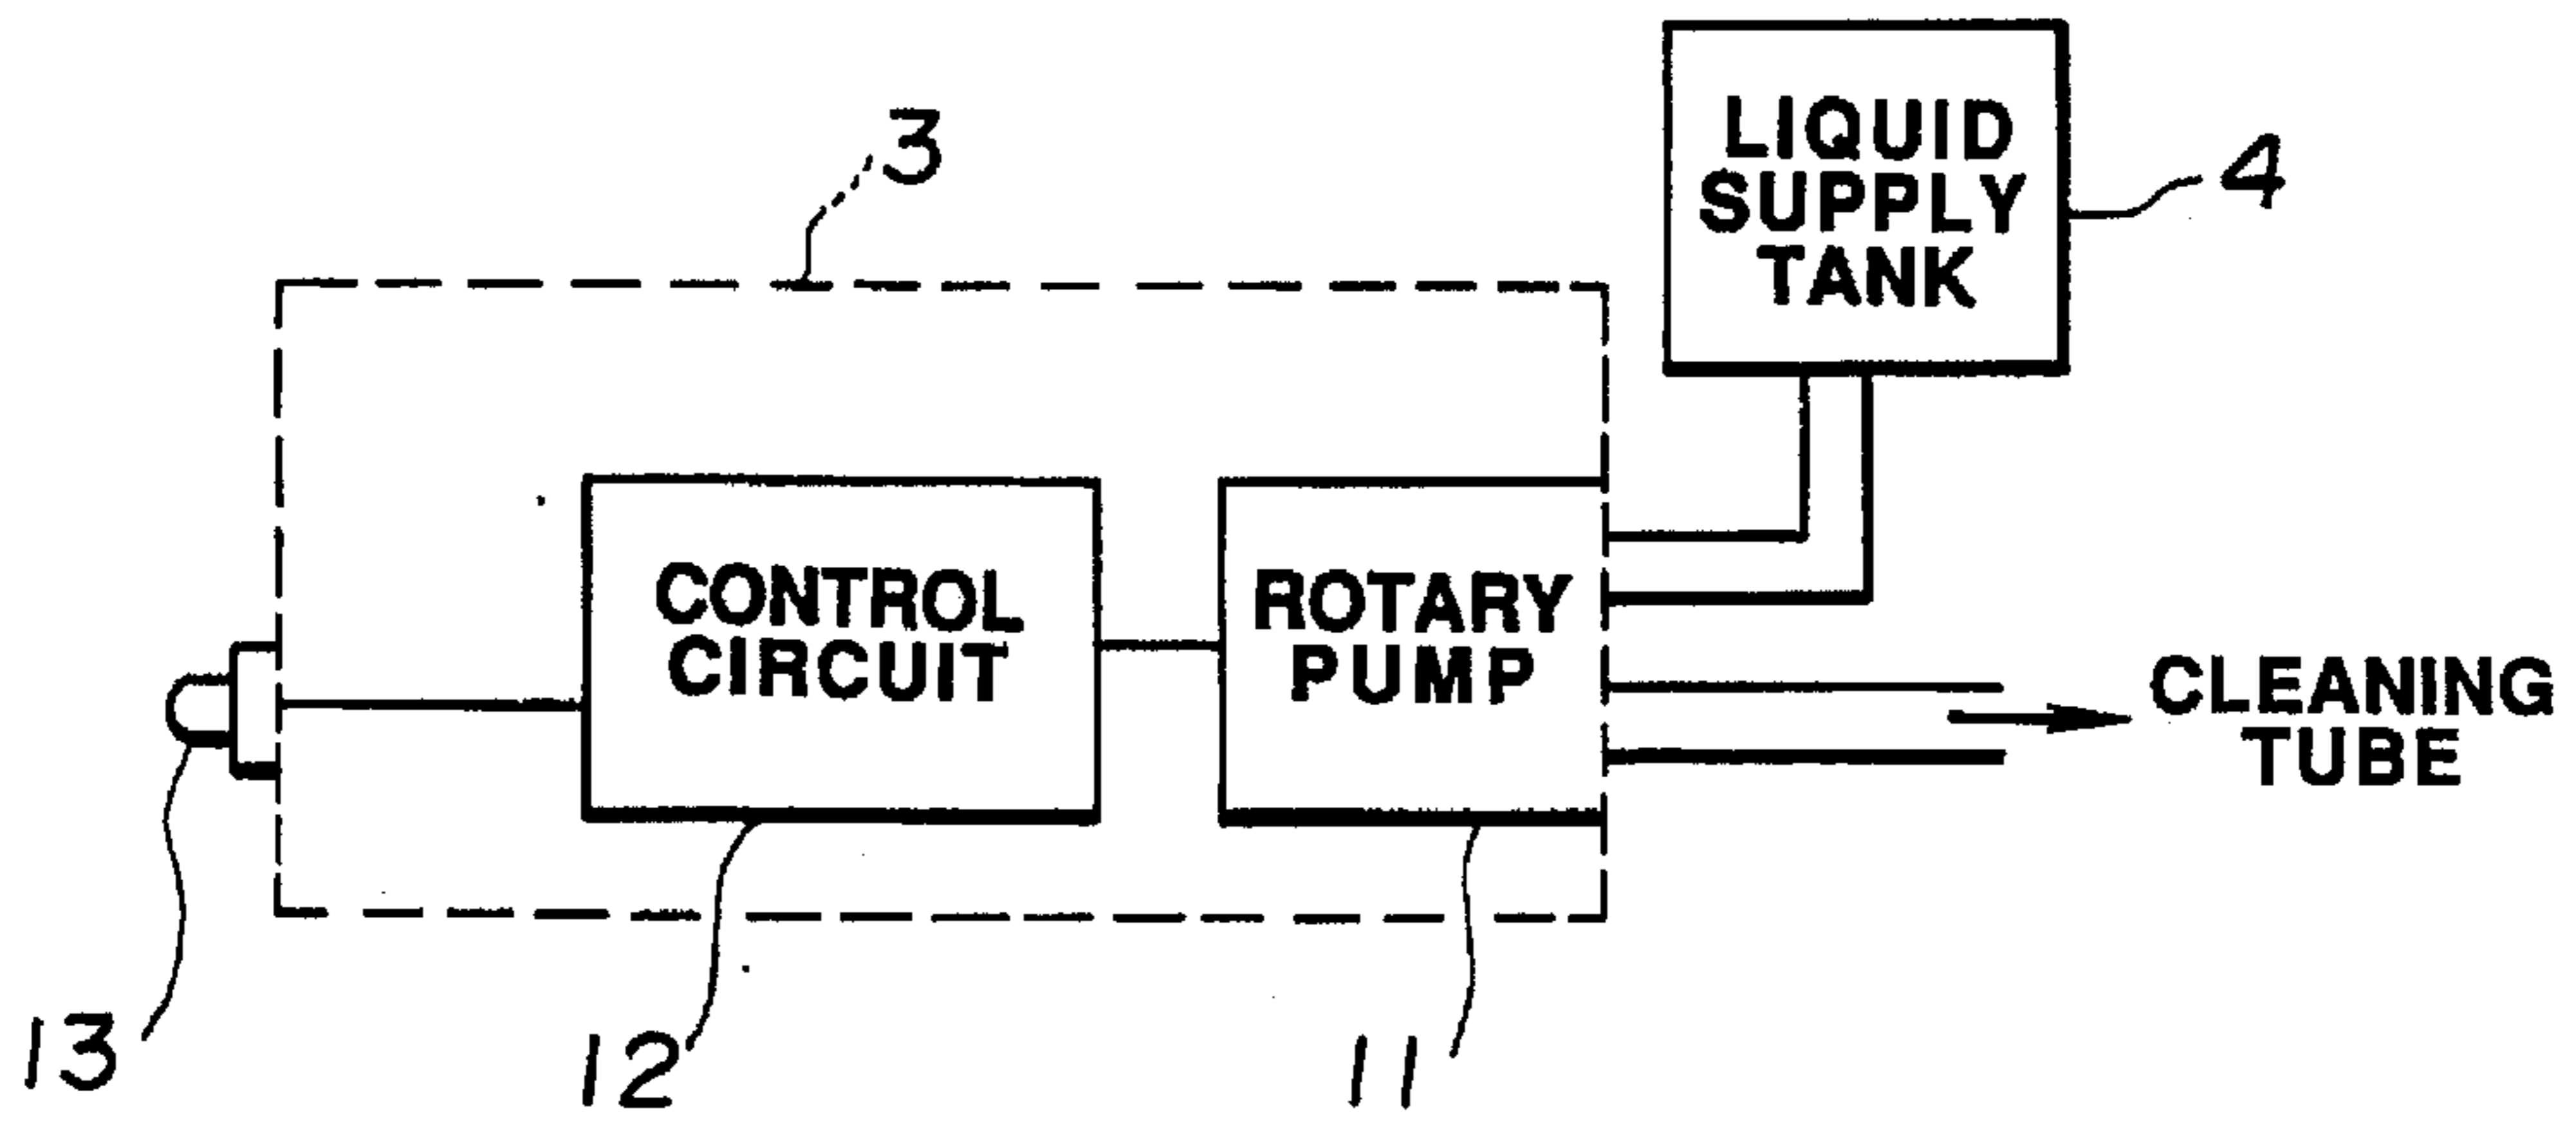 3
LIQUID
SUPPLY
TANK
4
CONTROL
CIRCUIT
ROTARY
PUMP
CLEANING
TUBE
13
12
11